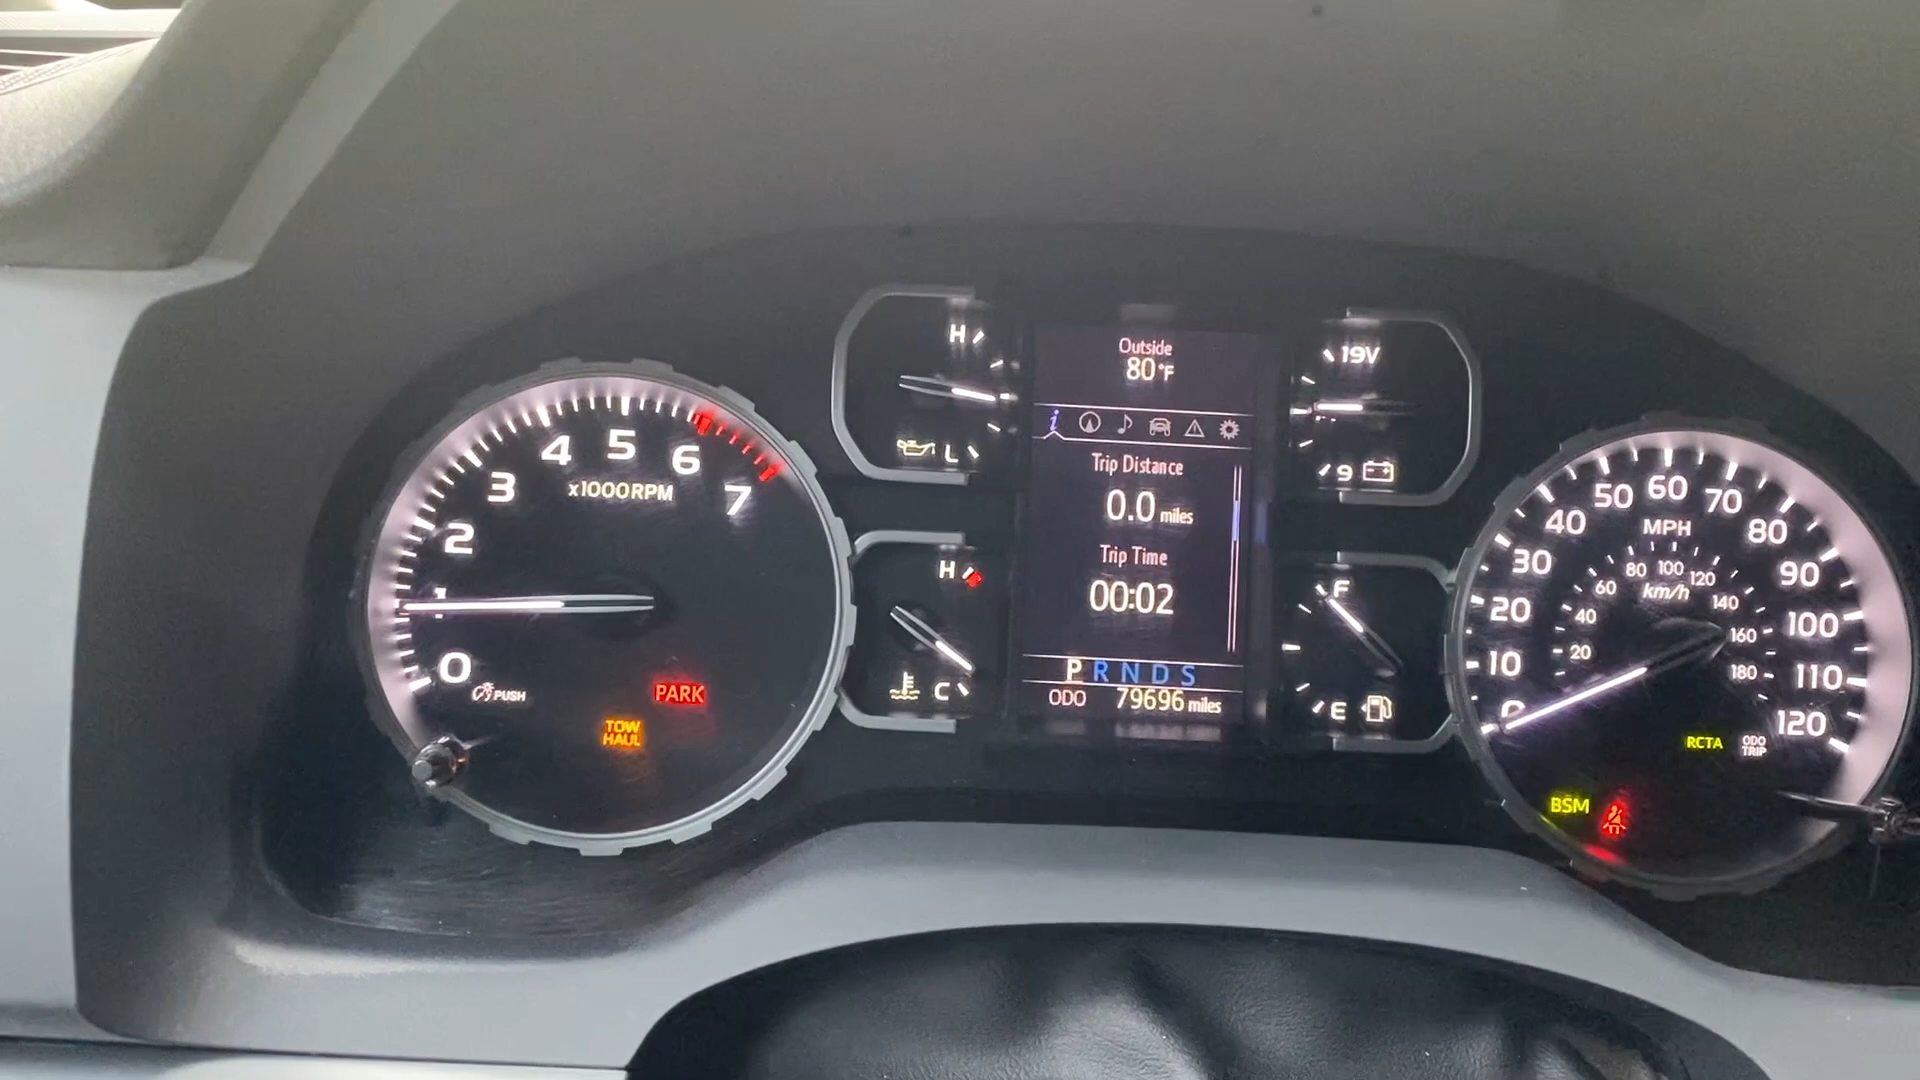 0
1
2
3
4
5
6
7
x1000RPM
PUSH
PARK
TOW
HAUL
H
L
H
C
Outside
80°F
i
Trip Distance
0.0 miles
Trip Time
00:02
P R N D S
ODO 79696 miles
19V
9
F
E
0
10
20
30
40
50
60
70
80
90
100
110
120
MPH
20
40
60
80
100
120
140
160
180
km/h
RCTA
ODO
TRIP
BSM